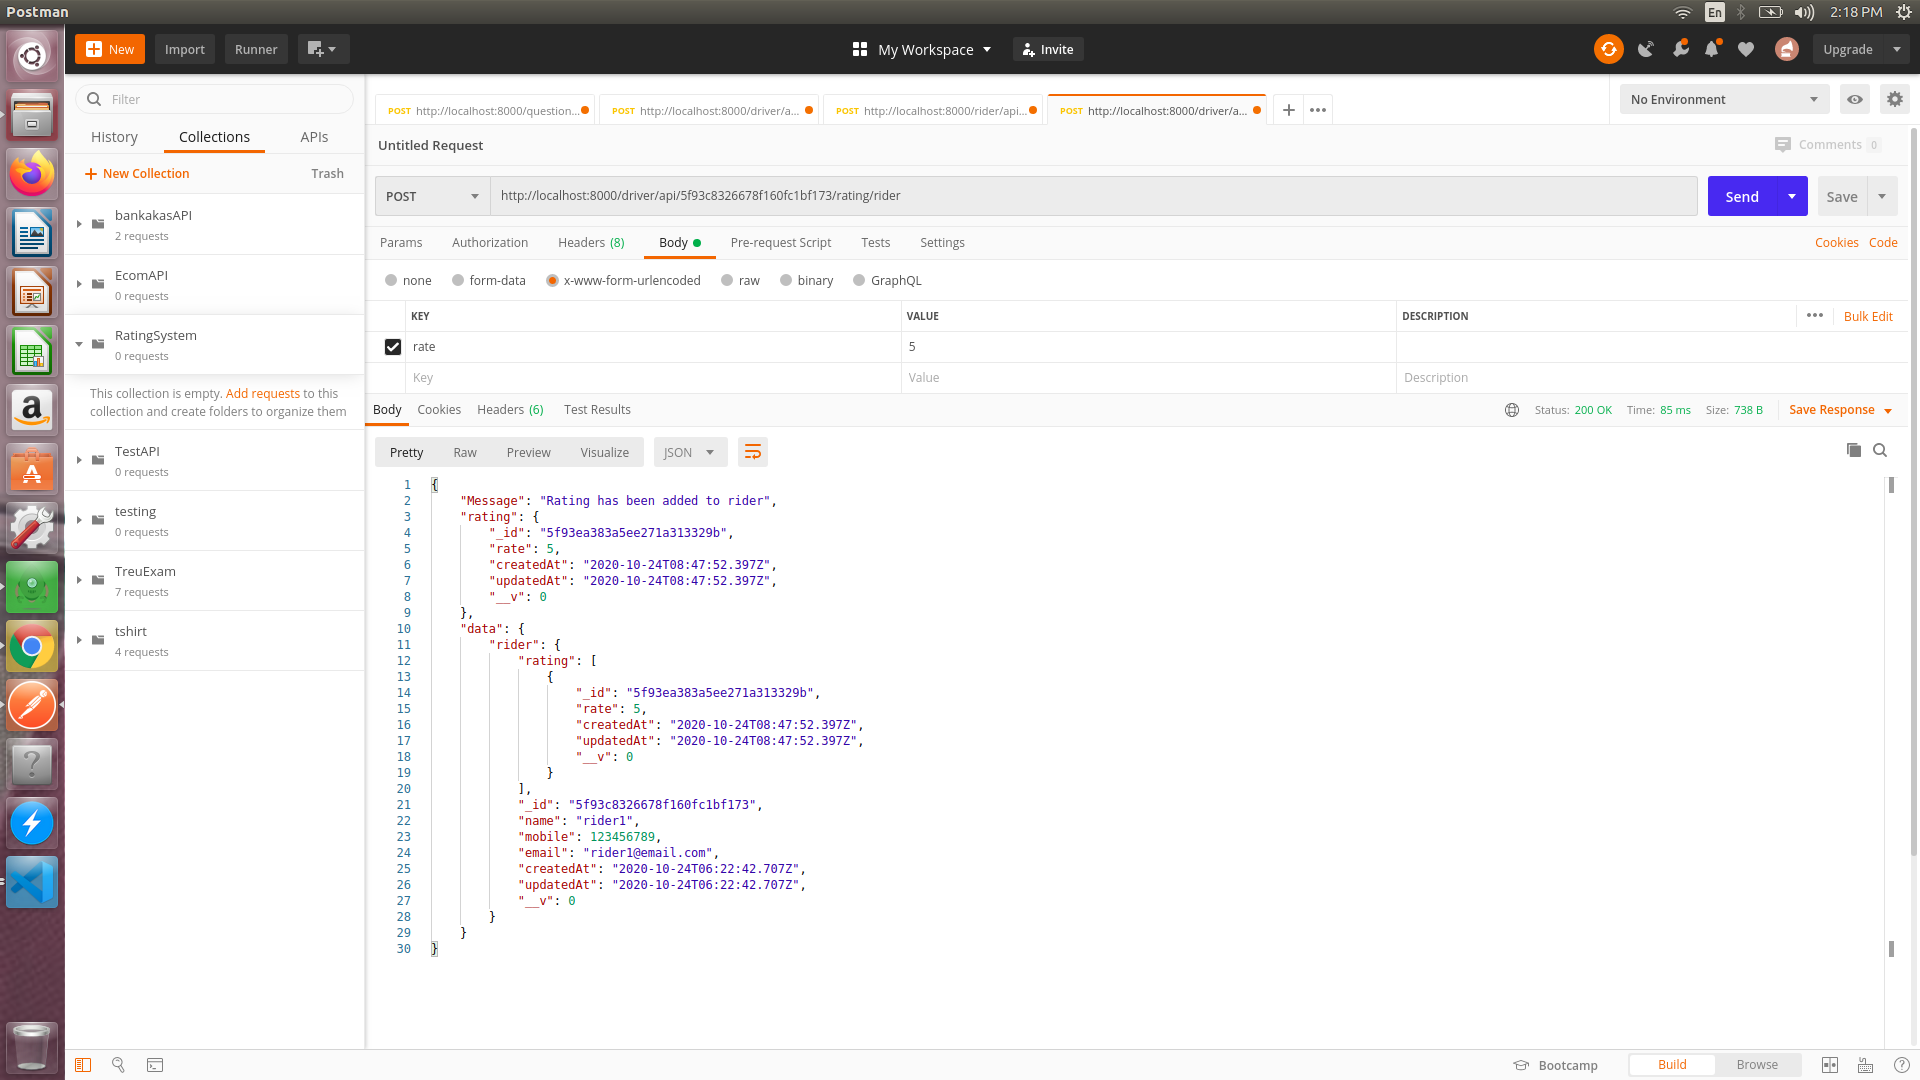 Postman
En
2:18 PM
New
Import
Runner
My Workspace
Invite
Upgrade
Filter
History
Collections
APIs
New Collection
Trash
bankakasAPI
2 requests
EcomAPI
0 requests
RatingSystem
0 requests
This collection is empty. Add requests to this
collection and create folders to organize them
TestAPI
0 requests
testing
0 requests
TreuExam
7 requests
tshirt
4 requests
POST http://localhost:8000/question...
POST http://localhost:8000/driver/a...
POST http://localhost:8000/rider/api...
POST http://localhost:8000/driver/a...
No Environment
Untitled Request
Comments 0
POST
http://localhost:8000/driver/api/5f93c8326678f160fc1bf173/rating/rider
Send
Save
Params
Authorization
Headers (8)
Body
Pre-request Script
Tests
Settings
Cookies
Code
none
form-data
x-www-form-urlencoded
raw
binary
GraphQL
KEY
VALUE
DESCRIPTION
Bulk Edit
rate
5
Key
Value
Description
Body
Cookies
Headers (6)
Test Results
Status: 200 OK
Time: 85 ms
Size: 738 B
Save Response
Pretty
Raw
Preview
Visualize
JSON
1 {
2 "Message": "Rating has been added to rider",
3 "rating": {
4 "_id": "5f93ea383a5ee271a313329b",
5 "rate": 5,
6 "createdAt": "2020-10-24T08:47:52.397Z",
7 "updatedAt": "2020-10-24T08:47:52.397Z",
8 "__v": 0
9 },
10 "data": {
11 "rider": {
12 "rating": [
13 {
14 "_id": "5f93ea383a5ee271a313329b",
15 "rate": 5,
16 "createdAt": "2020-10-24T08:47:52.397Z",
17 "updatedAt": "2020-10-24T08:47:52.397Z",
18 "__v": 0
19 }
20 ],
21 "_id": "5f93c8326678f160fc1bf173",
22 "name": "rider1",
23 "mobile": 123456789,
24 "email": "rider1@email.com",
25 "createdAt": "2020-10-24T06:22:42.707Z",
26 "updatedAt": "2020-10-24T06:22:42.707Z",
27 "__v": 0
28 }
29 }
30 }
Bootcamp
Build
Browse